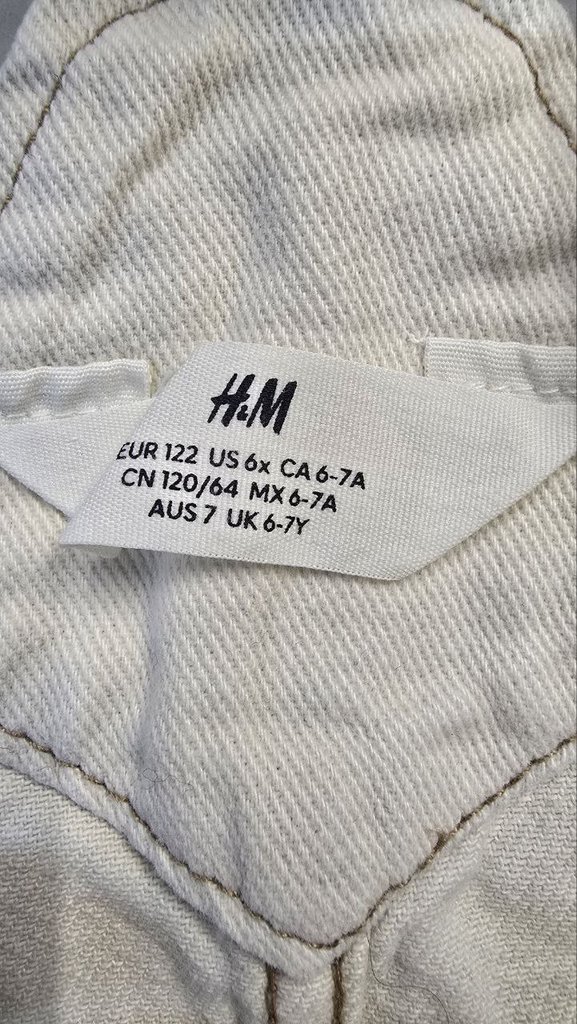 H&M
EUR 122 US 6x CA 6-7A
CN 120/64 MX 6-7A
AUS 7 UK 6-7Y